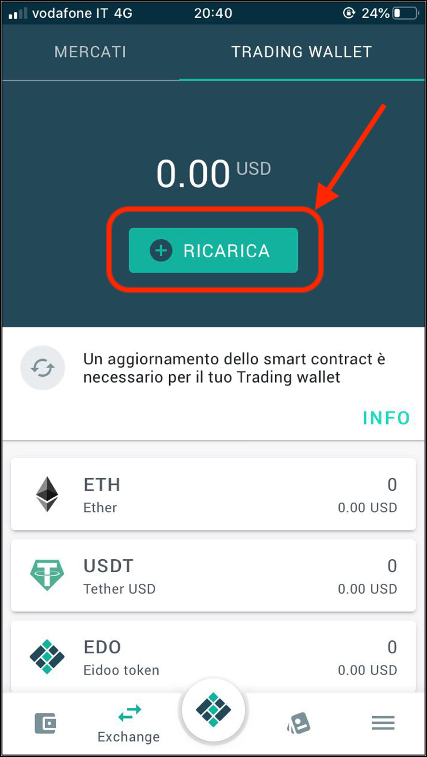 vodafone IT 4G 20:40 24%
MERCATI TRADING WALLET
0.00 USD
RICARICA
Un aggiornamento dello smart contract è
necessario per il tuo Trading wallet
INFO
ETH 0
Ether 0.00 USD
USDT 0
Tether USD 0.00 USD
EDO 0
Eidoo token 0.00 USD
Exchange